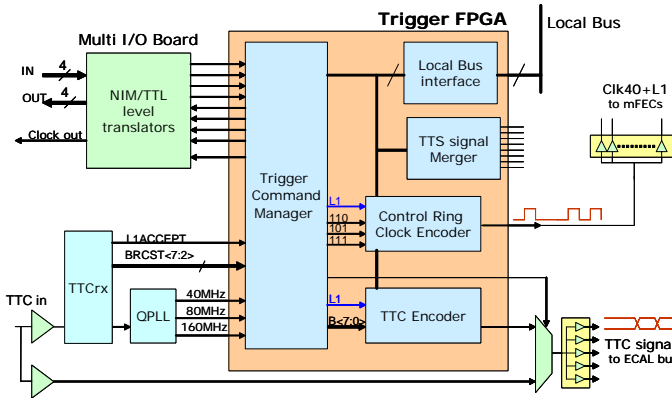 Trigger FPGA
Local Bus
Multi I/O Board
IN
4
OUT
4
Clock out
NIM/TTL
level
translators
Local Bus
interface
Clk40+L1
to mFECs
TTS signal
Merger
Trigger
Command
Manager
L1
110
101
111
Control Ring
Clock Encoder
L1ACCEPT
BRCST<7:2>
TTCrx
TTC in
QPLL
40MHz
80MHz
160MHz
L1
B<7:0>
TTC Encoder
TTC signa
to ECAL bu